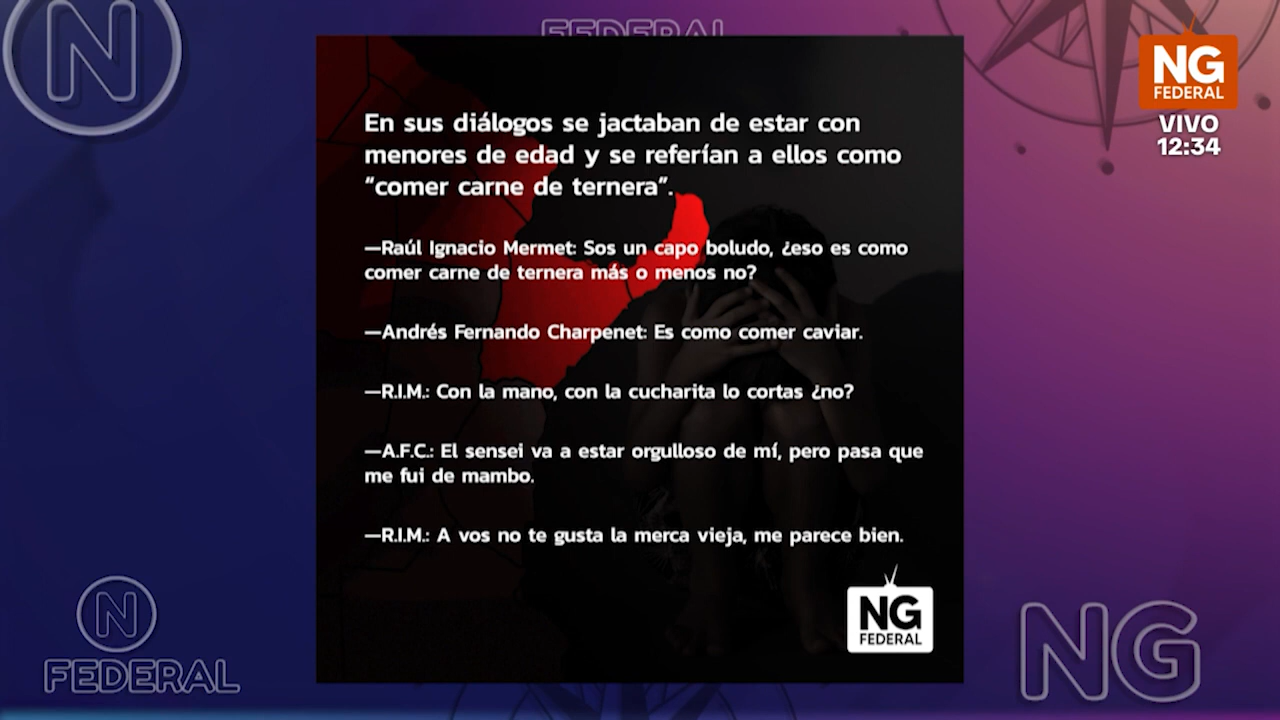 N
FEDERAL
NG
FEDERAL
VIVO
12:34
En sus diálogos se jactaban de estar con
menores de edad y se referían a ellos como
“comer carne de ternera”.
—Raúl Ignacio Mermet: Sos un capo boludo, ¿eso es como
comer carne de ternera más o menos no?
—Andrés Fernando Charpenet: Es como comer caviar.
—R.I.M.: Con la mano, con la cucharita lo cortas ¿no?
—A.F.C.: El sensei va a estar orgulloso de mí, pero pasa que
me fui de mambo.
—R.I.M.: A vos no te gusta la merca vieja, me parece bien.
NG
FEDERAL
N
FEDERAL
NG